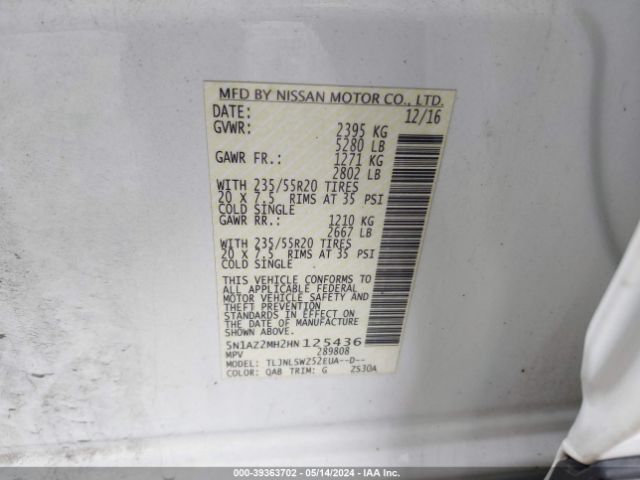 MFD BY NISSAN MOTOR CO., LTD.
DATE: 12/16
GVWR: 2395 KG
5280 LB
GAWR FR.: 1271 KG
2802 LB
WITH 235/55R20 TIRES
20 X 7.5 RIMS AT 35 PSI
COLD SINGLE
GAWR RR.: 1210 KG
2667 LB
WITH 235/55R20 TIRES
20 X 7.5 RIMS AT 35 PSI
COLD SINGLE
THIS VEHICLE CONFORMS TO
ALL APPLICABLE FEDERAL
MOTOR VEHICLE SAFETY AND
THEFT PREVENTION
STANDARDS IN EFFECT ON
THE DATE OF MANUFACTURE
SHOWN ABOVE.
5N1AZ2MH2HN 125436
MPV 289808
MODEL: TLJNL5WZ52EUA--D--
COLOR: QAB TRIM: G ZS30A
000-39363702 - 05/14/2024 - IAA Inc.